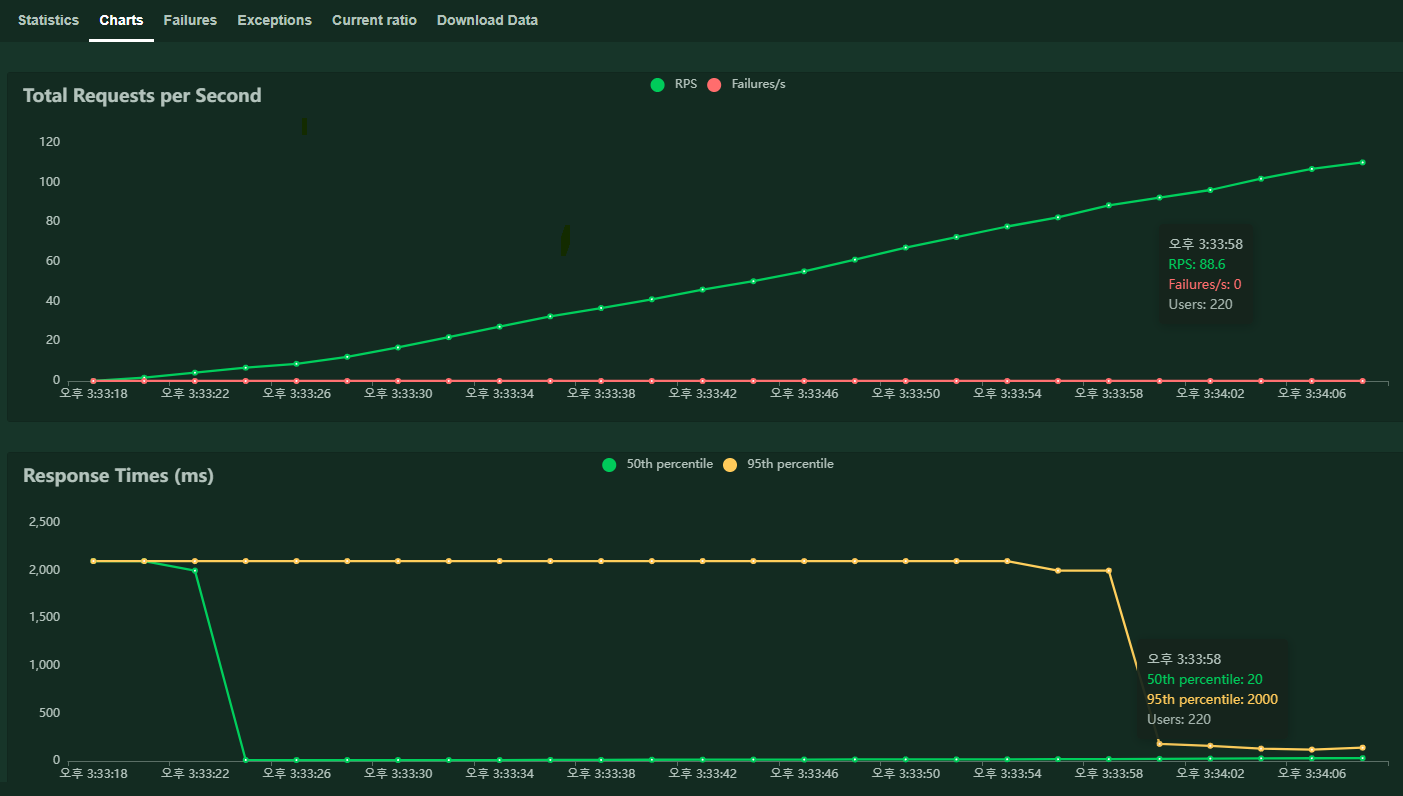 Statistics Charts Failures Exceptions Current ratio Download Data
Total Requests per Second
RPS Failures/s
120
100
80
60
40
20
0
오후 3:33:58
RPS: 88.6
Failures/s: 0
Users: 220
오후 3:33:18 오후 3:33:22 오후 3:33:26 오후 3:33:30 오후 3:33:34 오후 3:33:38 오후 3:33:42 오후 3:33:46 오후 3:33:50 오후 3:33:54 오후 3:33:58 오후 3:34:02 오후 3:34:06
Response Times (ms)
50th percentile 95th percentile
2,500
2,000
1,500
1,000
500
0
오후 3:33:58
50th percentile: 20
95th percentile: 2000
Users: 220
오후 3:33:18 오후 3:33:22 오후 3:33:26 오후 3:33:30 오후 3:33:34 오후 3:33:38 오후 3:33:42 오후 3:33:46 오후 3:33:50 오후 3:33:54 오후 3:33:58 오후 3:34:02 오후 3:34:06